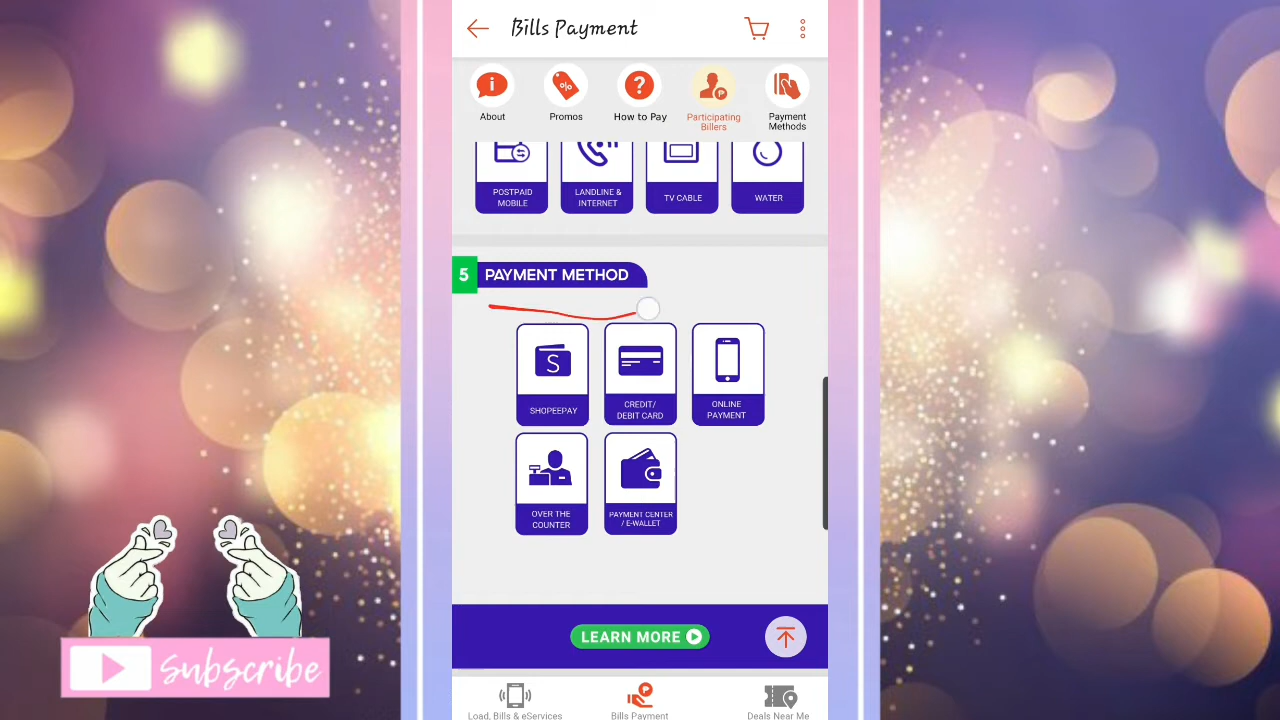 Bills Payment
About
Promos
How to Pay
Participating
Billers
Payment
Methods
POSTPAID
MOBILE
LANDLINE &
INTERNET
TV CABLE
WATER
5 PAYMENT METHOD
S
SHOPEEPAY
CREDIT/
DEBIT CARD
ONLINE
PAYMENT
OVER THE
COUNTER
PAYMENT CENTER
/ E-WALLET
LEARN MORE
Subscribe
Load, Bills & eServices
Bills Payment
Deals Near Me